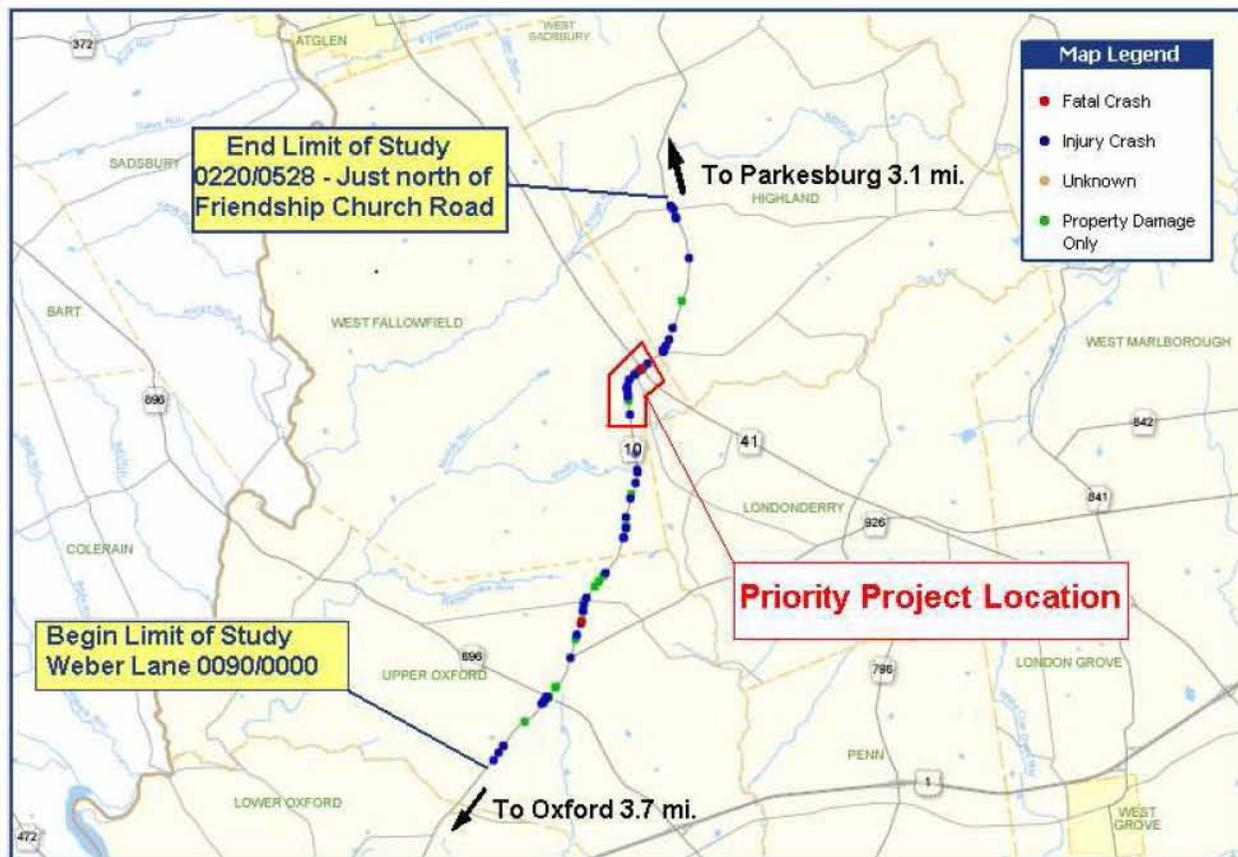 372
ATGLEN
WEST
SADSBURY
Map Legend
Fatal Crash
Injury Crash
Unknown
Property Damage
Only
End Limit of Study
0220/0528 - Just north of
Friendship Church Road
SADSBURY
To Parkesburg 3.1 mi.
HIGHLAND
BART
WEST FALLOWFIELD
WEST MARLBOROUGH
896
842
10
41
841
LONDONDERRY
926
COLERAIN
Priority Project Location
Begin Limit of Study
Weber Lane 0090/0000
696
UPPER OXFORD
796
LONDON GROVE
PENN
1
LOWER OXFORD
To Oxford 3.7 mi.
WEST
GROVE
472